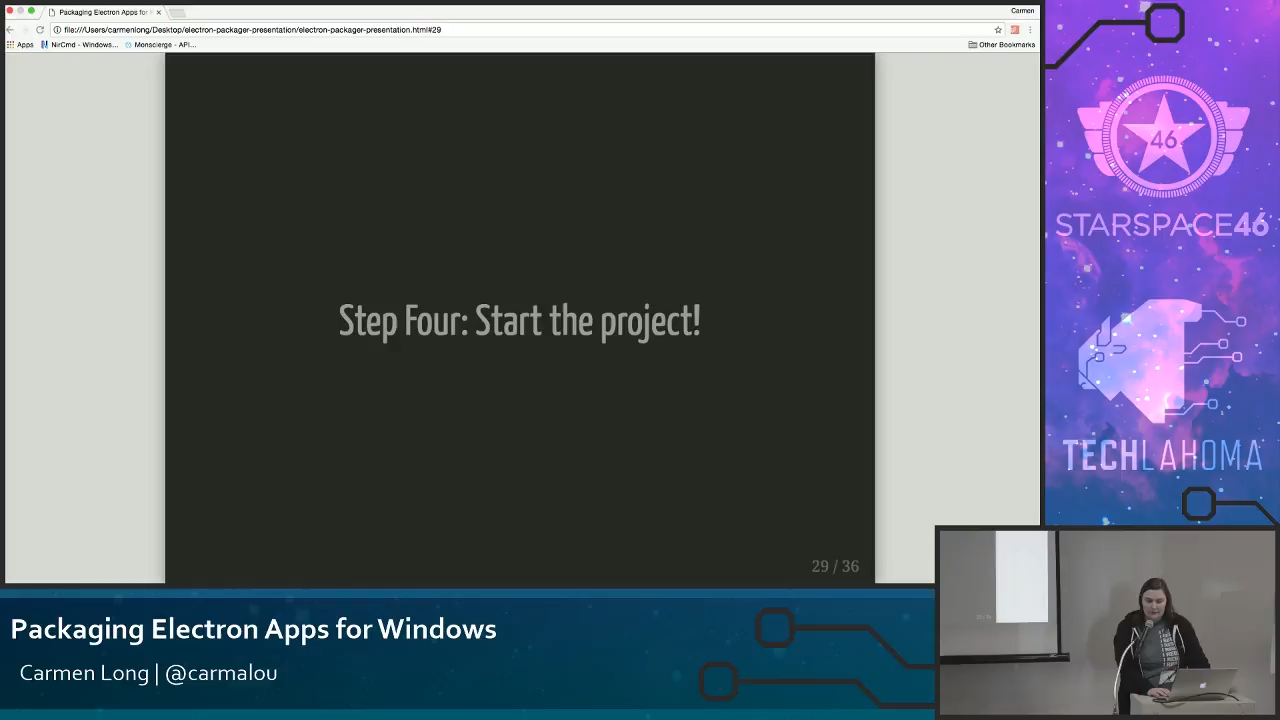 Packaging Electron Apps for
Carmen
file:///Users/carmenlong/Desktop/electron-packager-presentation/electron-packager-presentation.html#29
Apps
NirCmd - Windows...
Monscierge - API...
Other Bookmarks
Step Four: Start the project!
29 / 36
46
STARSPACE46
TECHLAHOMA
Packaging Electron Apps for Windows
Carmen Long | @carmalou